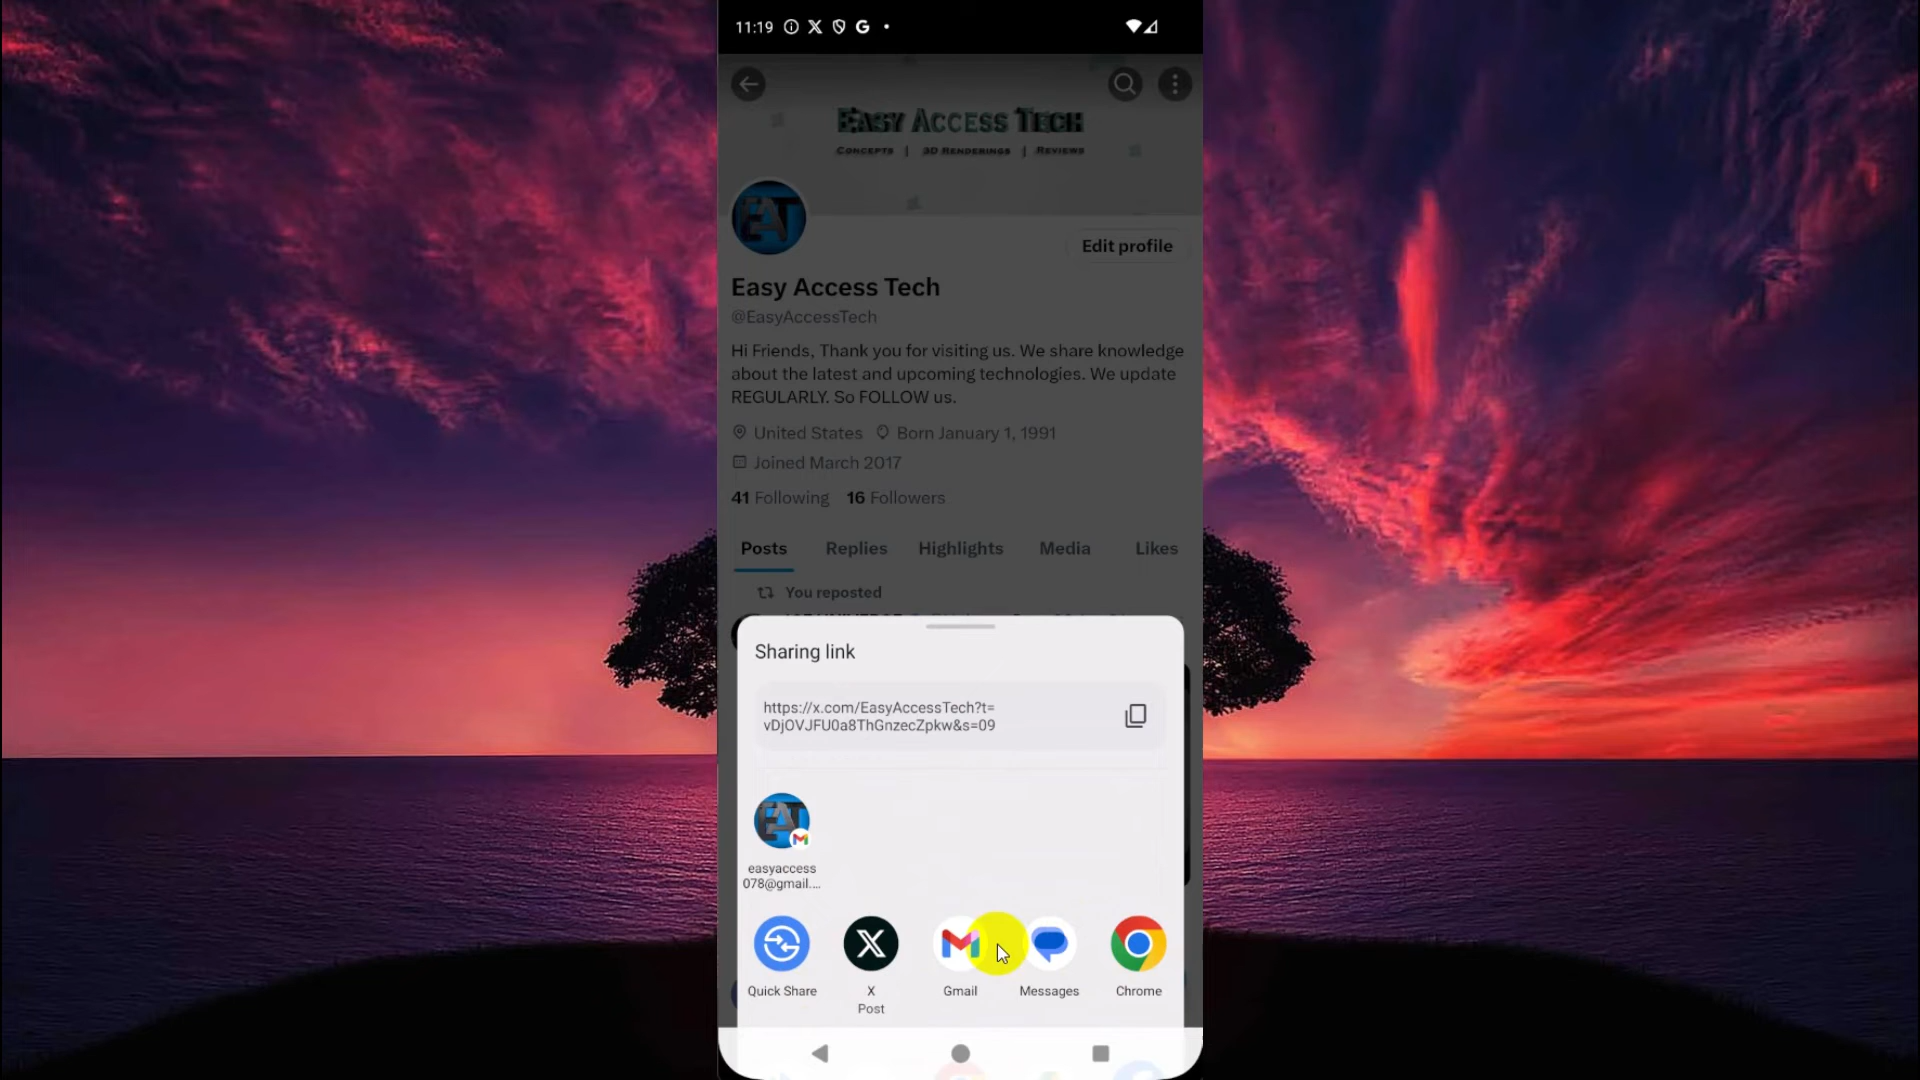 11:19
EASY ACCESS TECH
CONCEPTS | 3D RENDERINGS | REVIEWS
EAT
Edit profile
Easy Access Tech
@EasyAccessTech
Hi Friends, Thank you for visiting us. We share knowledge
about the latest and upcoming technologies. We update
REGULARLY. So FOLLOW us.
United States Born January 1, 1991
Joined March 2017
41 Following 16 Followers
Posts Replies Highlights Media Likes
You reposted
Sharing link
https://x.com/EasyAccessTech?t=
vDjOVJFU0a8ThGnzecZpkw&s=09
EAT
easyaccess
078@gmail....
Quick Share X Gmail Messages Chrome
Post